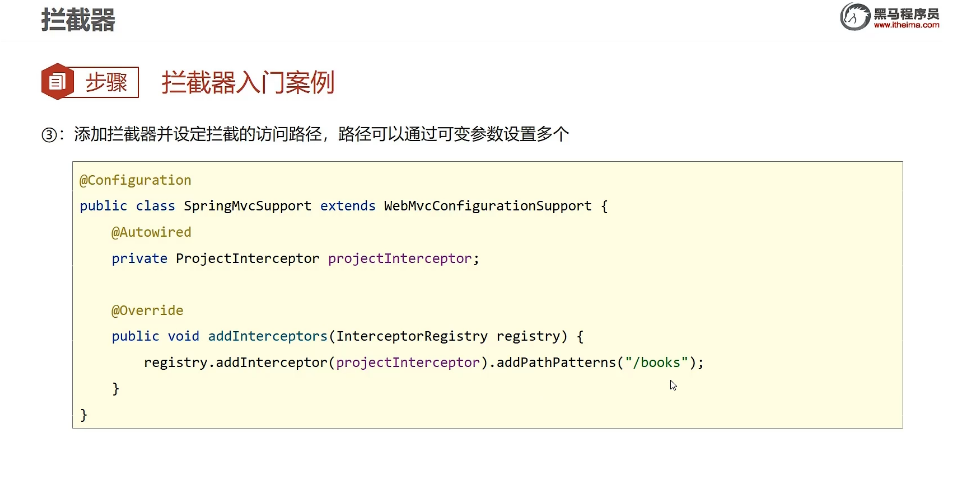 拦截器
黑马程序员
www.itheima.com
步骤
拦截器入门案例
③：添加拦截器并设定拦截的访问路径，路径可以通过可变参数设置多个
@Configuration
public class SpringMvcSupport extends WebMvcConfigurationSupport {
    @Autowired
    private ProjectInterceptor projectInterceptor;
    @Override
    public void addInterceptors(InterceptorRegistry registry) {
        registry.addInterceptor(projectInterceptor).addPathPatterns("/books");
    }
}